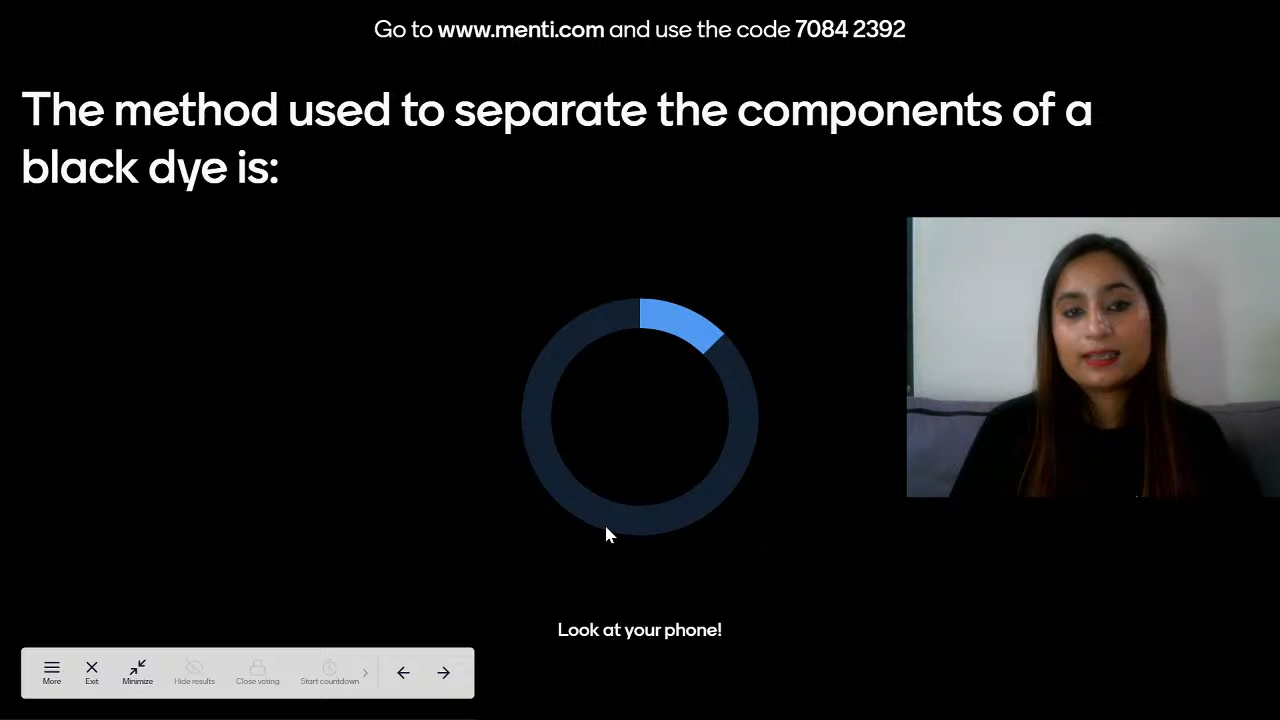 Go to www.menti.com and use the code 7084 2392
The method used to separate the components of a
black dye is:
Look at your phone!
More Exit Minimize Hide results Close voting Start countdown